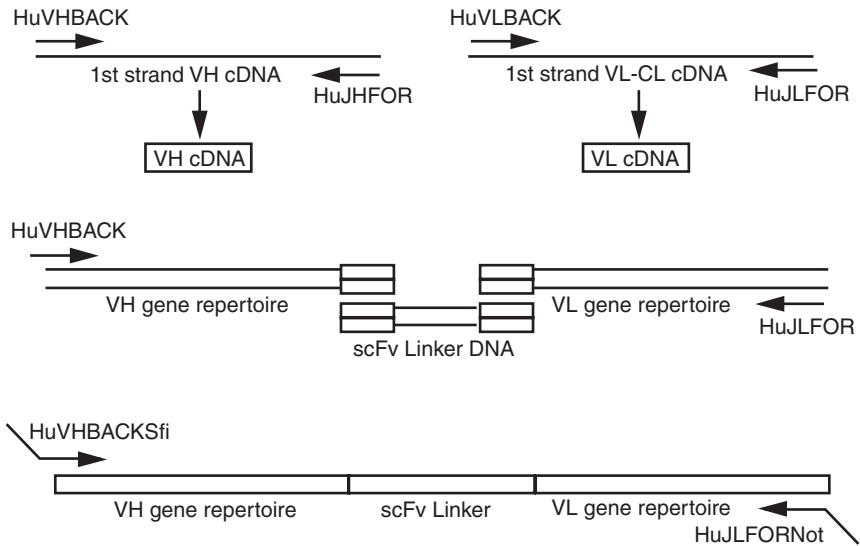 HuVHBACK
HuVLBACK
1st strand VH cDNA
1st strand VL-CL cDNA
HuJHFOR
HuJLFOR
VH cDNA
VL cDNA
HuVHBACK
VH gene repertoire
VL gene repertoire
HuJLFOR
scFv Linker DNA
HuVHBACKSfi
VH gene repertoire
scFv Linker
VL gene repertoire
HuJLFORNot